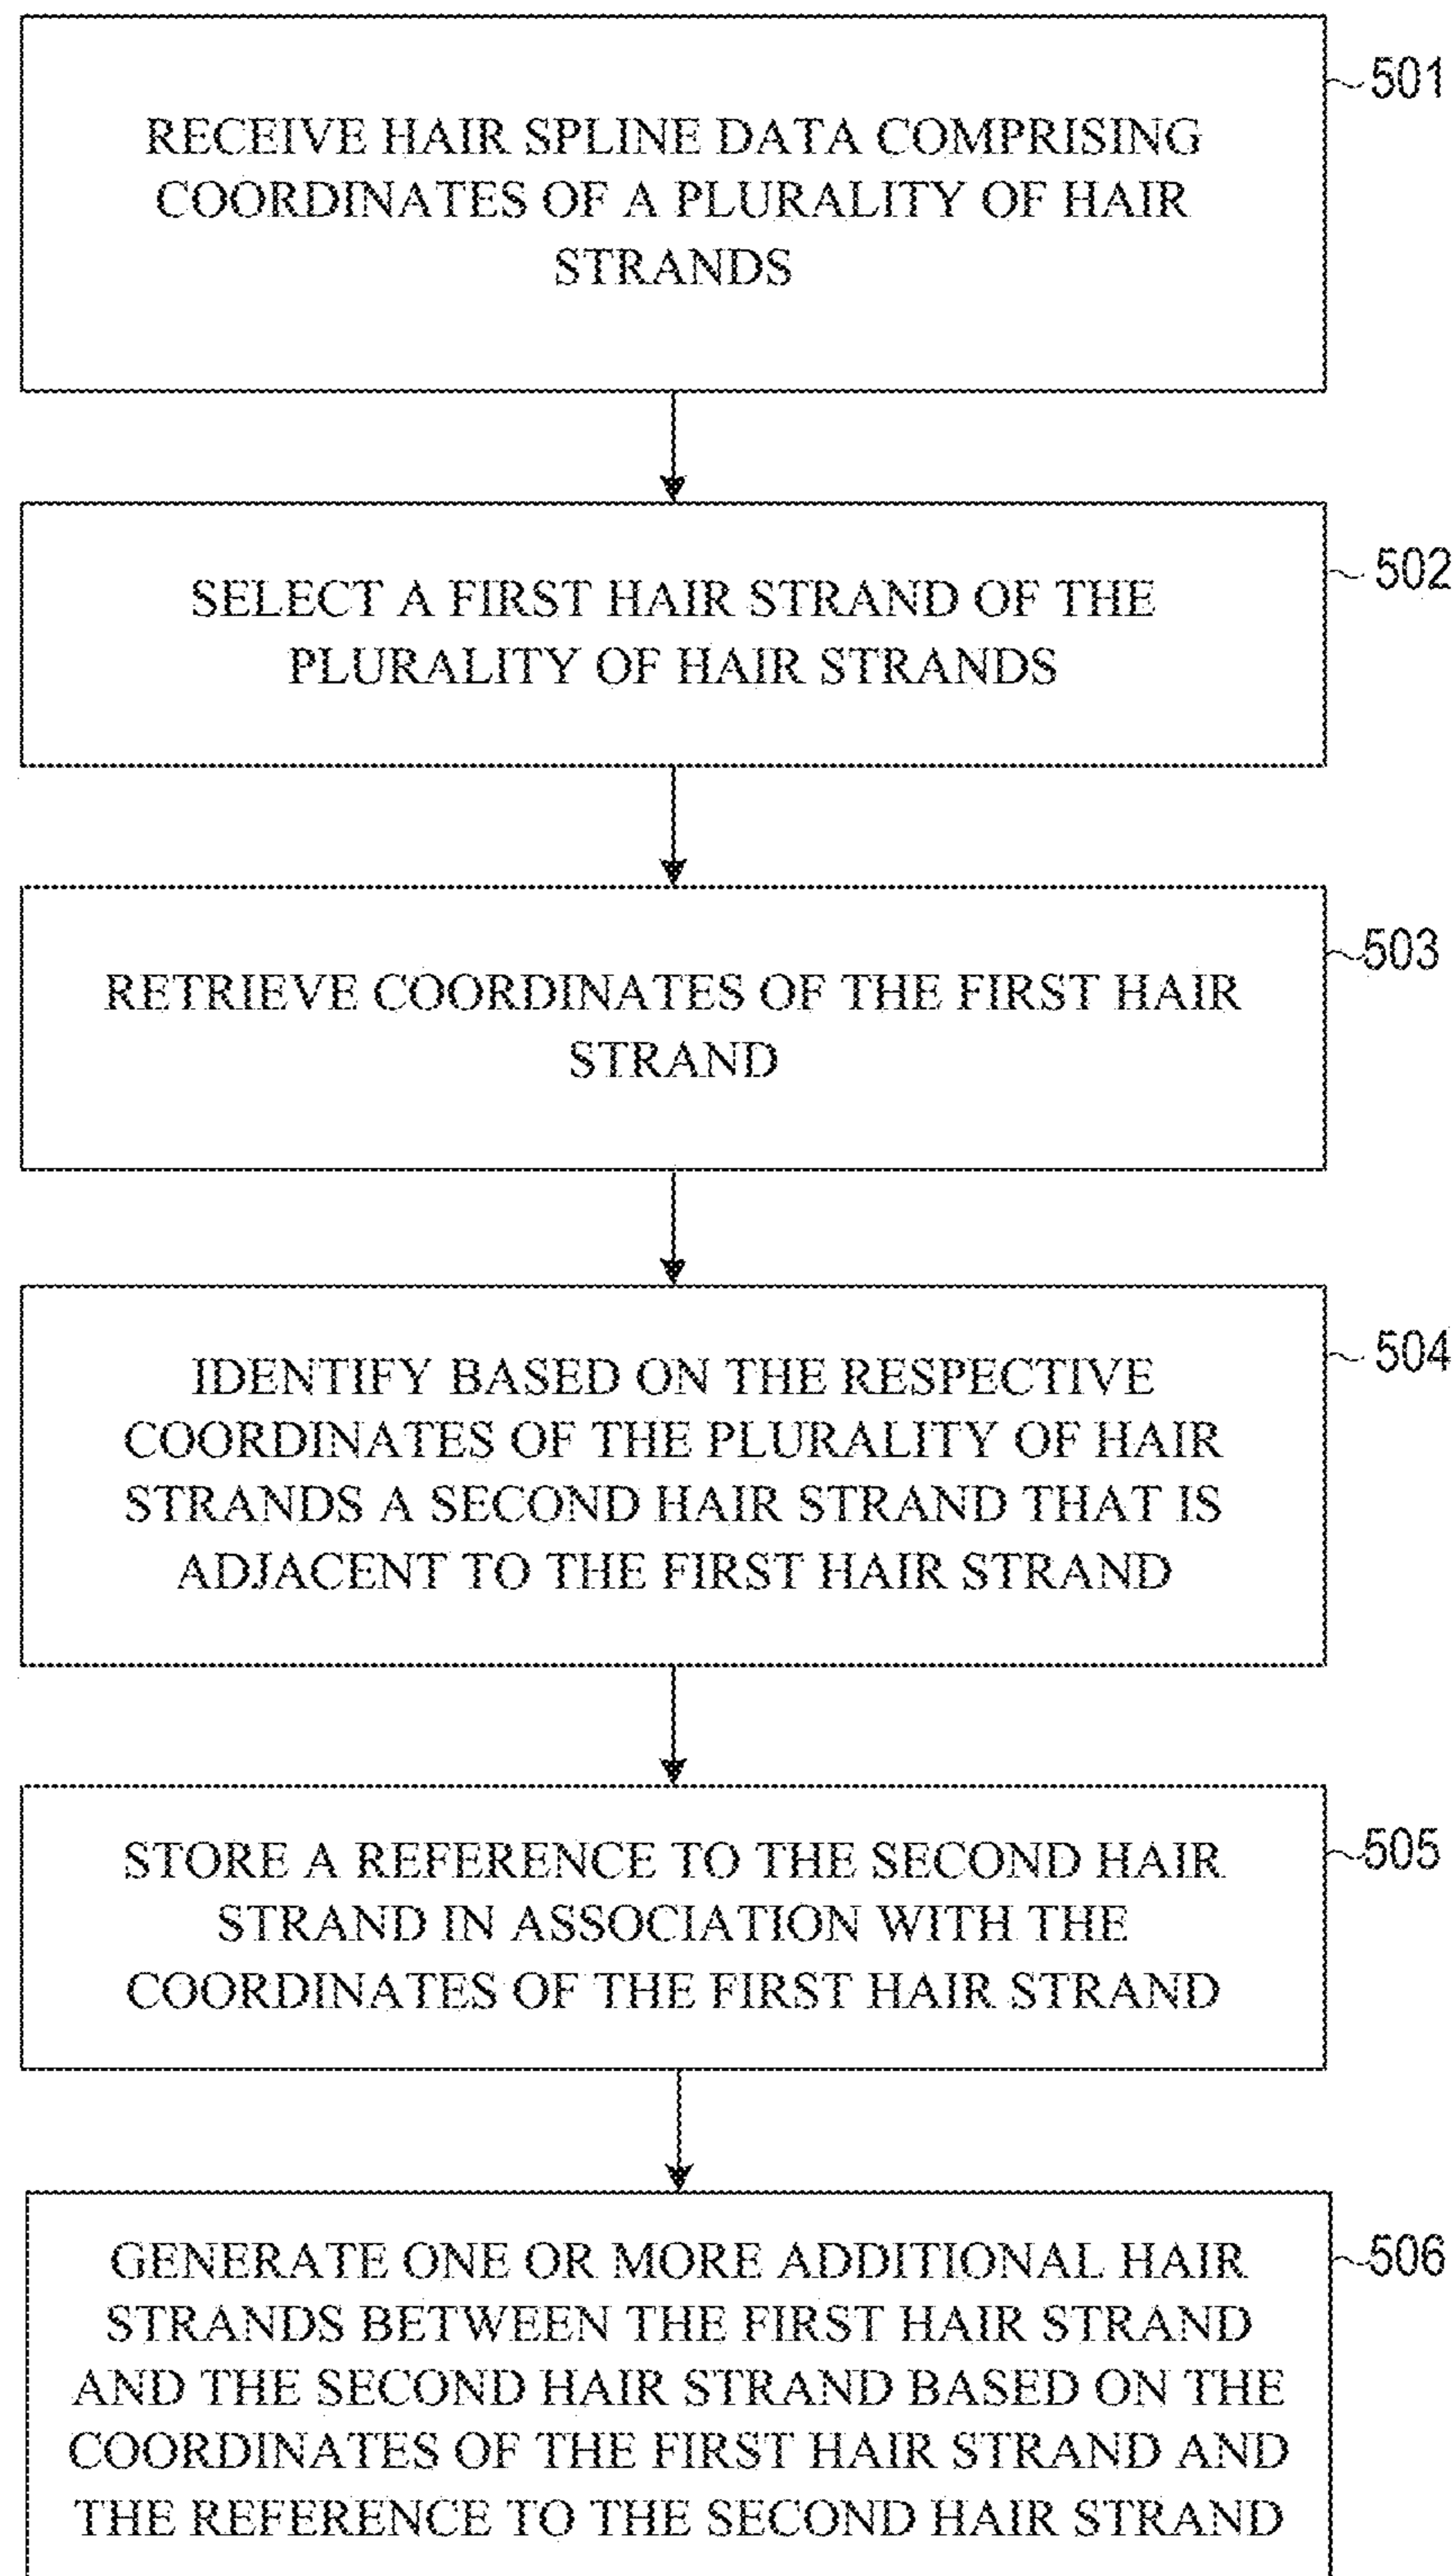 501
RECEIVE HAIR SPLINE DATA COMPRISING
COORDINATES OF A PLURALITY OF HAIR
STRANDS
502
SELECT A FIRST HAIR STRAND OF THE
PLURALITY OF HAIR STRANDS
503
RETRIEVE COORDINATES OF THE FIRST HAIR
STRAND
504
IDENTIFY BASED ON THE RESPECTIVE
COORDINATES OF THE PLURALITY OF HAIR
STRANDS A SECOND HAIR STRAND THAT IS
ADJACENT TO THE FIRST HAIR STRAND
505
STORE A REFERENCE TO THE SECOND HAIR
STRAND IN ASSOCIATION WITH THE
COORDINATES OF THE FIRST HAIR STRAND
506
GENERATE ONE OR MORE ADDITIONAL HAIR
STRANDS BETWEEN THE FIRST HAIR STRAND
AND THE SECOND HAIR STRAND BASED ON THE
COORDINATES OF THE FIRST HAIR STRAND AND
THE REFERENCE TO THE SECOND HAIR STRAND